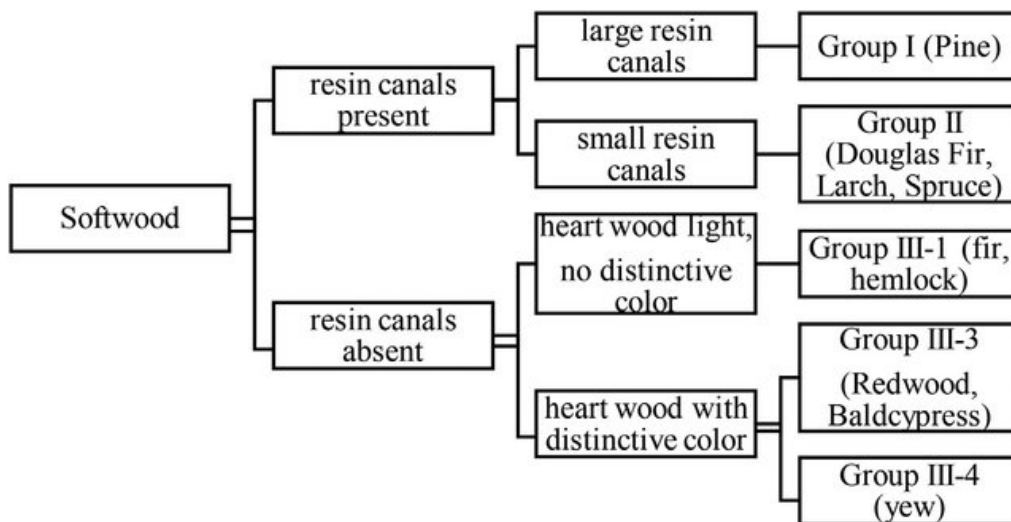 Softwood
resin canals
present
resin canals
absent
large resin
canals
small resin
canals
heart wood light,
no distinctive
color
heart wood with
distinctive color
Group I (Pine)
Group II
(Douglas Fir,
Larch, Spruce)
Group III-1 (fir,
hemlock)
Group III-3
(Redwood,
Baldcypress)
Group III-4
(yew)